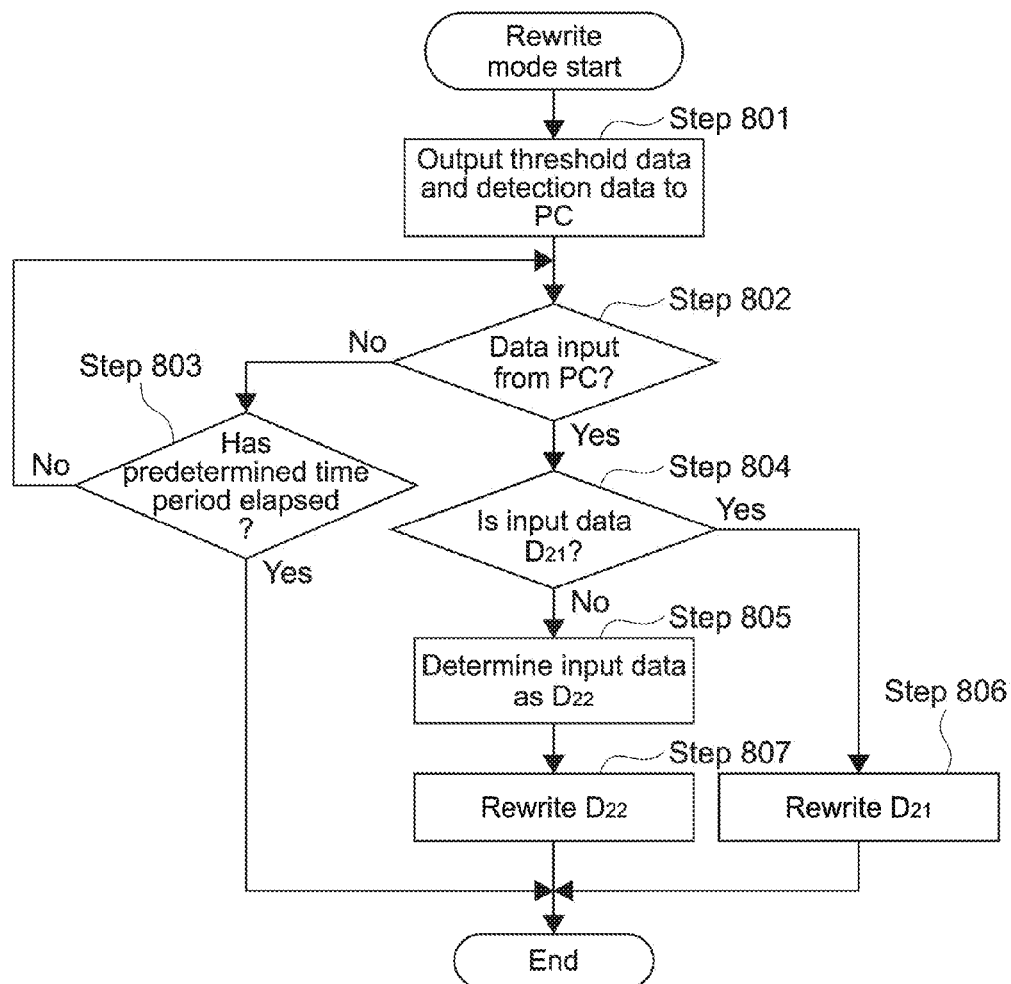 Rewrite
mode start
Step 801
Output threshold data
and detection data to
PC
Step 802
No
Data input
from PC?
Step 803
Yes
No
Has
predetermined time
period elapsed
?
Yes
Step 804
Is input data
D21?
Yes
No
Step 805
Determine input data
as D22
Step 806
Step 807
Rewrite D22
Rewrite D21
End